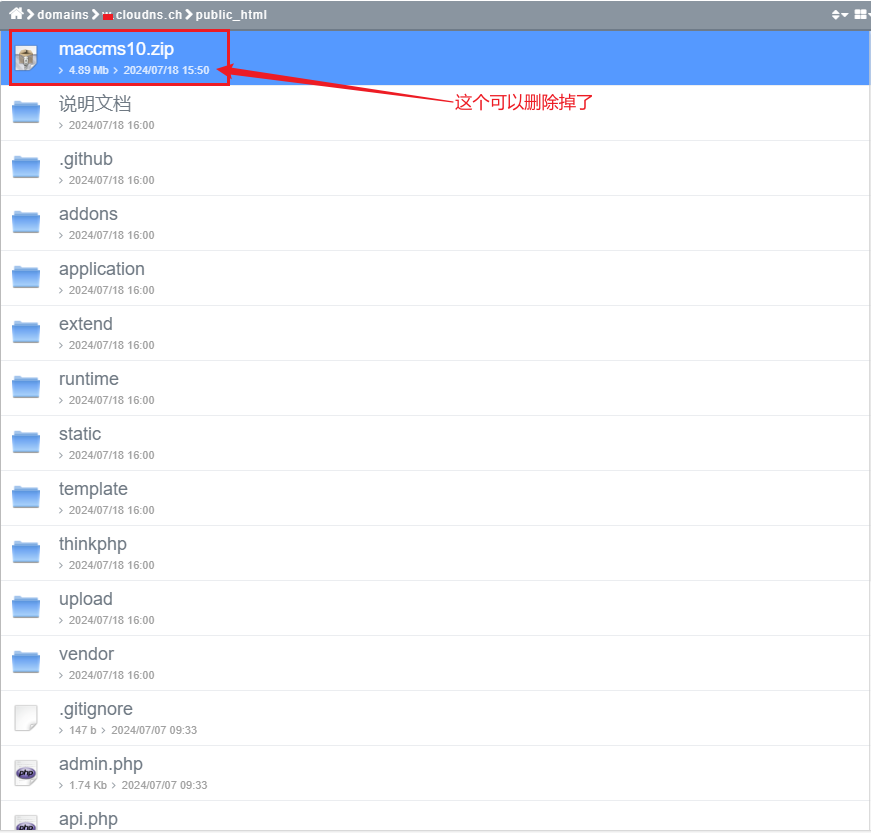 domains cloudns.ch public_html
maccms10.zip
4.89 Mb 2024/07/18 15:50
这个可以删除掉了
说明文档
2024/07/18 16:00
.github
2024/07/18 16:00
addons
2024/07/18 16:00
application
2024/07/18 16:00
extend
2024/07/18 16:00
runtime
2024/07/18 16:00
static
2024/07/18 16:00
template
2024/07/18 16:00
thinkphp
2024/07/18 16:00
upload
2024/07/18 16:00
vendor
2024/07/18 16:00
.gitignore
147 b 2024/07/07 09:33
admin.php
1.74 Kb 2024/07/07 09:33
api.php